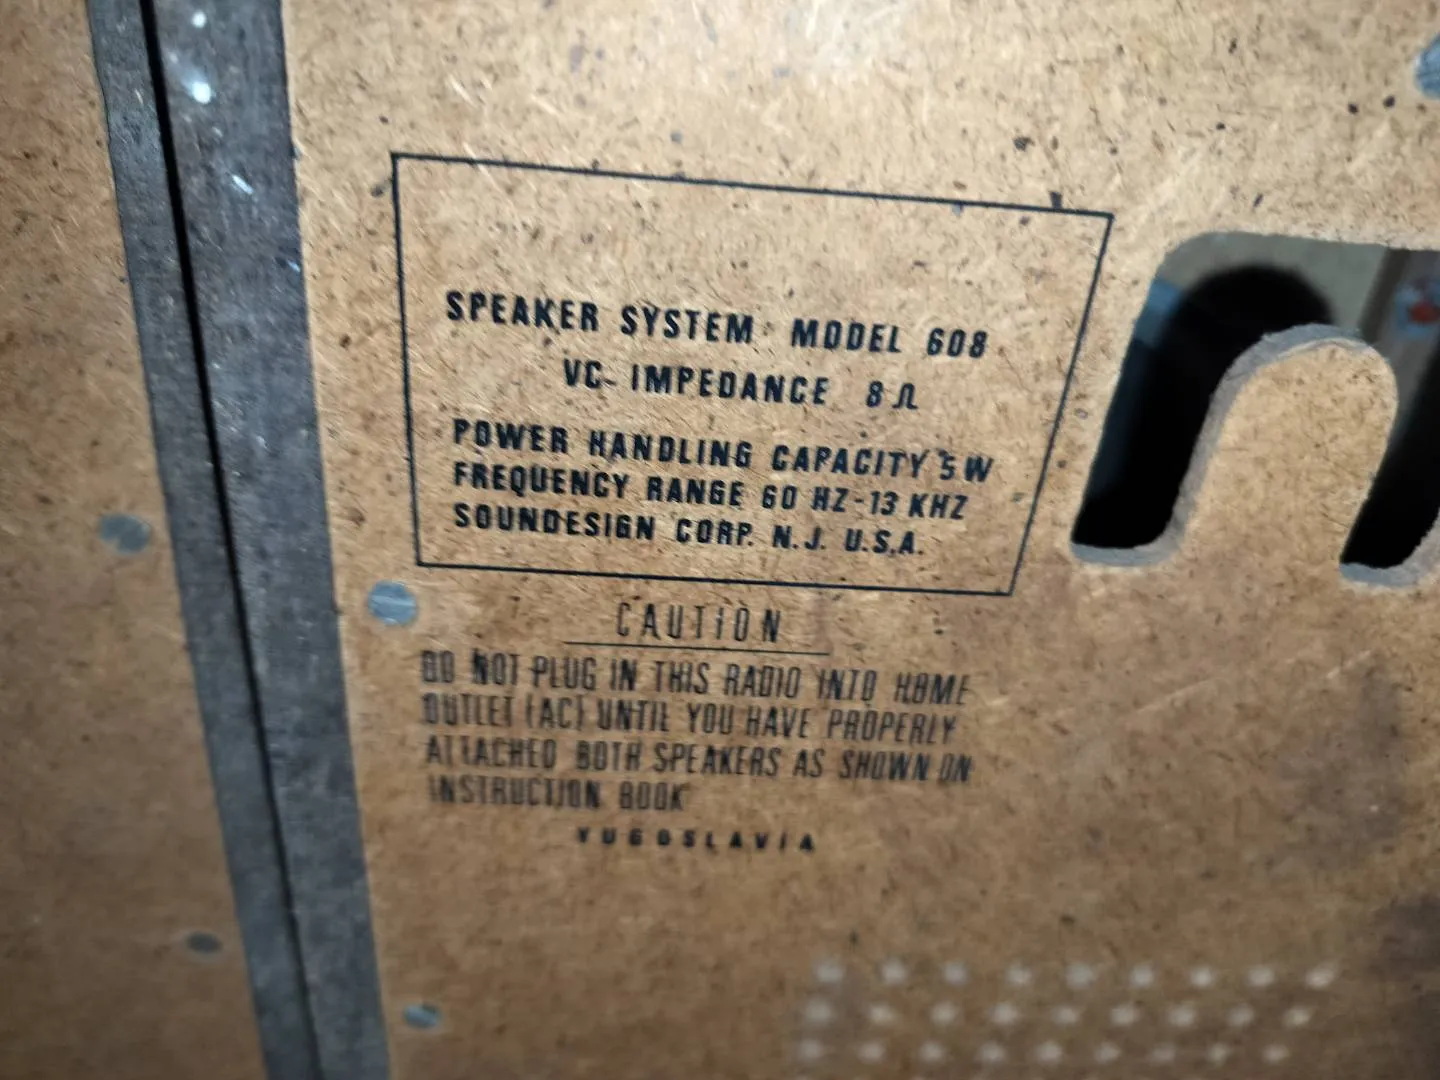 SPEAKER SYSTEM MODEL 608
VC- IMPEDANCE 8 Ω
POWER HANDLING CAPACITY 5 W
FREQUENCY RANGE 60 HZ-13 KHZ
SOUNDESIGN CORP. N.J. U.S.A.
CAUTION
DO NOT PLUG IN THIS RADIO INTO HOME
OUTLET (AC) UNTIL YOU HAVE PROPERLY
ATTACHED BOTH SPEAKERS AS SHOWN ON
INSTRUCTION BOOK
YUGOSLAVIA